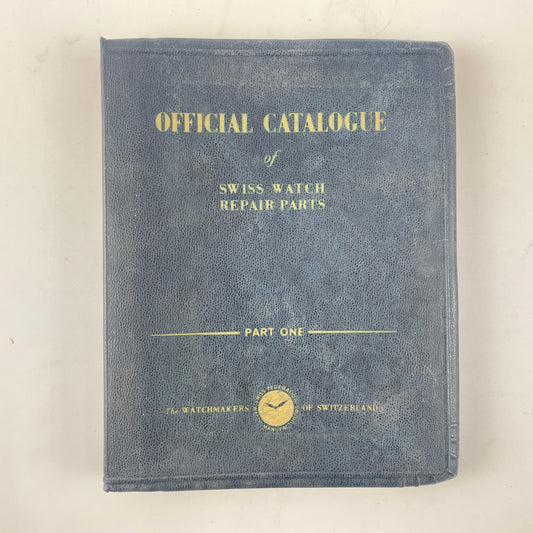 OFFICIAL CATALOGUE
of
SWISS WATCH
REPAIR PARTS
PART ONE
The WATCHMAKERS OF SWITZERLAND